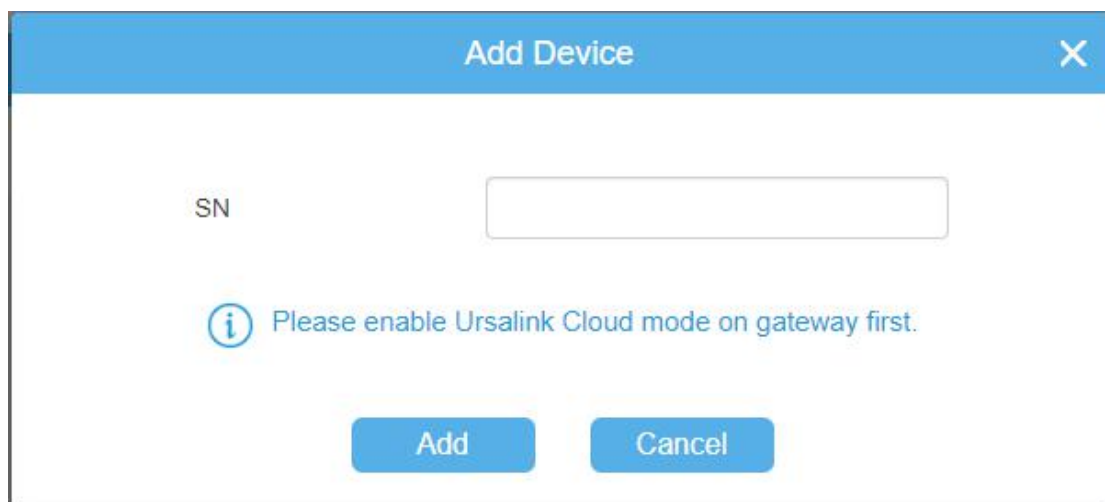 Add Device
SN
Please enable Ursalink Cloud mode on gateway first.
Add
Cancel